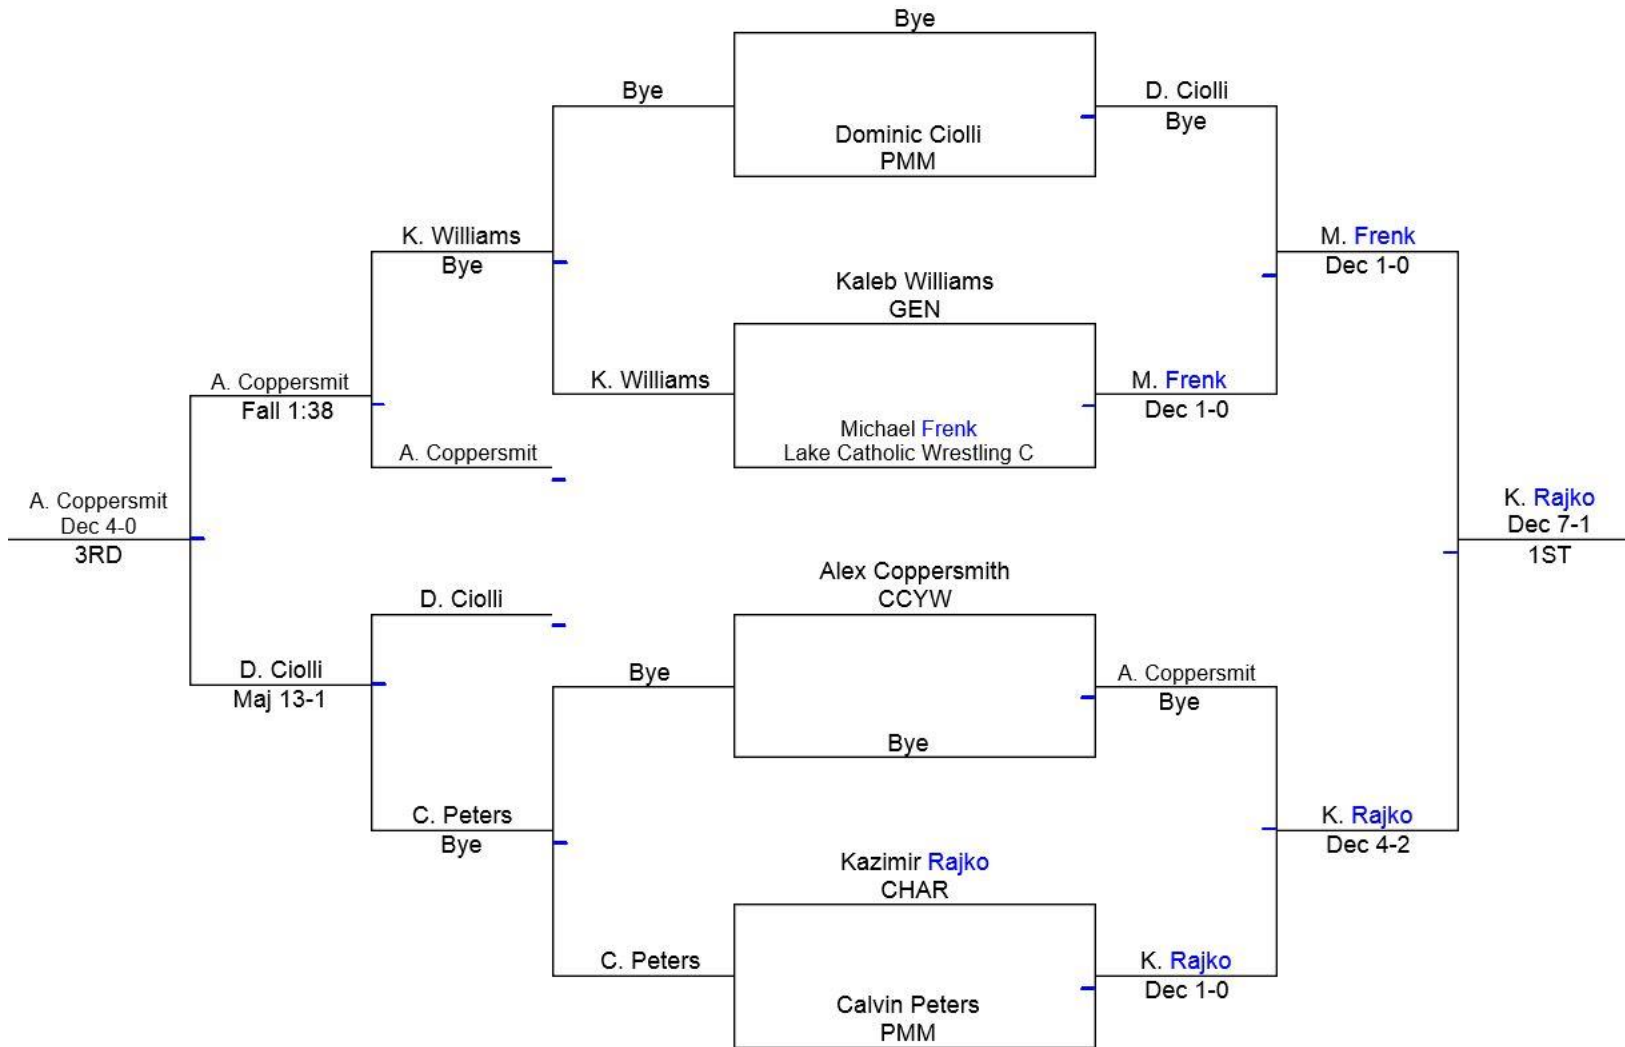 Bye
Bye
D. Ciolli
Bye
Dominic Ciolli
PMM
K. Williams
Bye
M. Frenk
Dec 1-0
Kaleb Williams
GEN
A. Coppersmit
Fall 1:38
K. Williams
M. Frenk
Dec 1-0
A. Coppersmit
Michael Frenk
Lake Catholic Wrestling C
A. Coppersmit
Dec 4-0
3RD
K. Rajko
Dec 7-1
1ST
Alex Coppersmith
CCYW
D. Ciolli
D. Ciolli
Maj 13-1
Bye
A. Coppersmit
Bye
Bye
C. Peters
Bye
K. Rajko
Dec 4-2
Kazimir Rajko
CHAR
C. Peters
K. Rajko
Dec 1-0
Calvin Peters
PMM